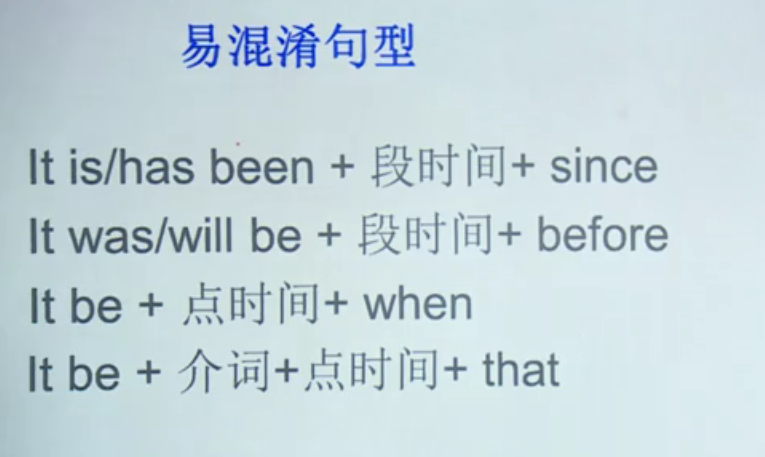 易混淆句型
It is/has been + 段时间+ since
It was/will be + 段时间+ before
It be + 点时间+ when
It be + 介词+点时间+ that